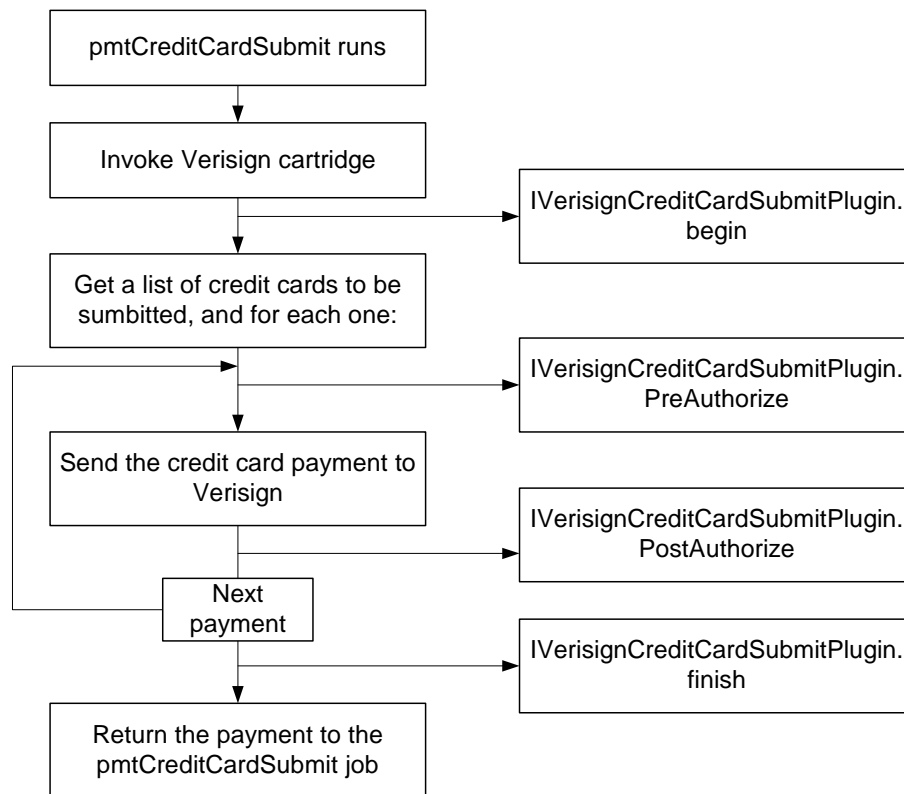 pmtCreditCardSubmit runs
Invoke Verisign cartridge
IVerisignCreditCardSubmitPlugin.
begin
Get a list of credit cards to be
sumbitted, and for each one:
IVerisignCreditCardSubmitPlugin.
PreAuthorize
Send the credit card payment to
Verisign
IVerisignCreditCardSubmitPlugin.
PostAuthorize
Next
payment
IVerisignCreditCardSubmitPlugin.
finish
Return the payment to the
pmtCreditCardSubmit job